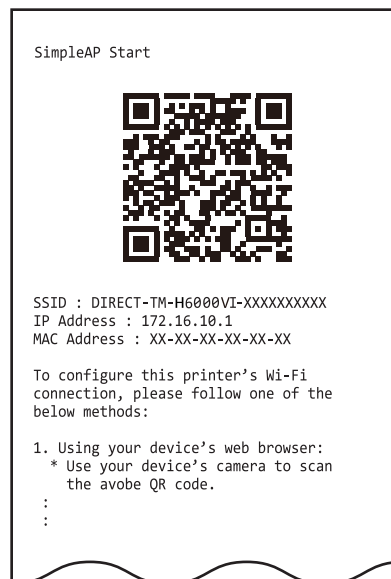 SimpleAP Start
SSID : DIRECT-TM-H6000VI-XXXXXXXXXX
IP Address : 172.16.10.1
MAC Address : XX-XX-XX-XX-XX-XX
To configure this printer’s Wi-Fi
connection, please follow one of the
below methods:
1. Using your device’s web browser:
* Use your device’s camera to scan
the avobe QR code.
:
: